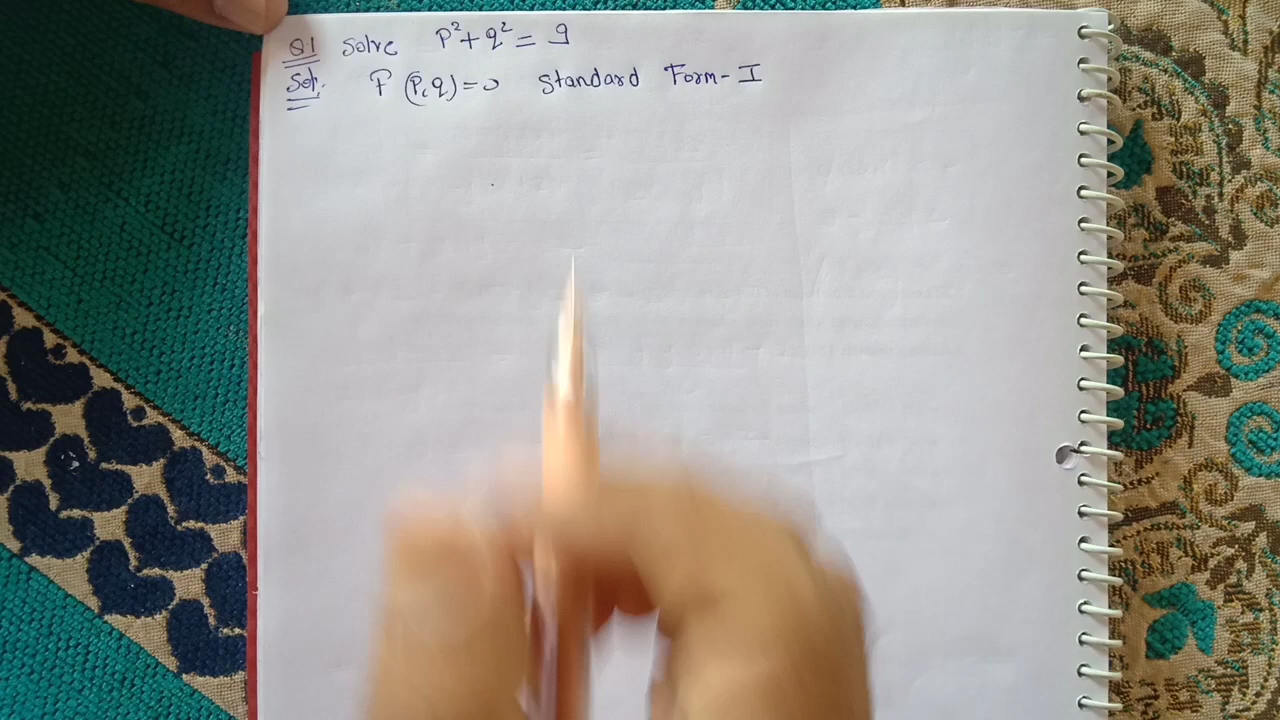 Q1 Solve p² + q² = 9
Sol. F (p, q) = 0 Standard Form - I